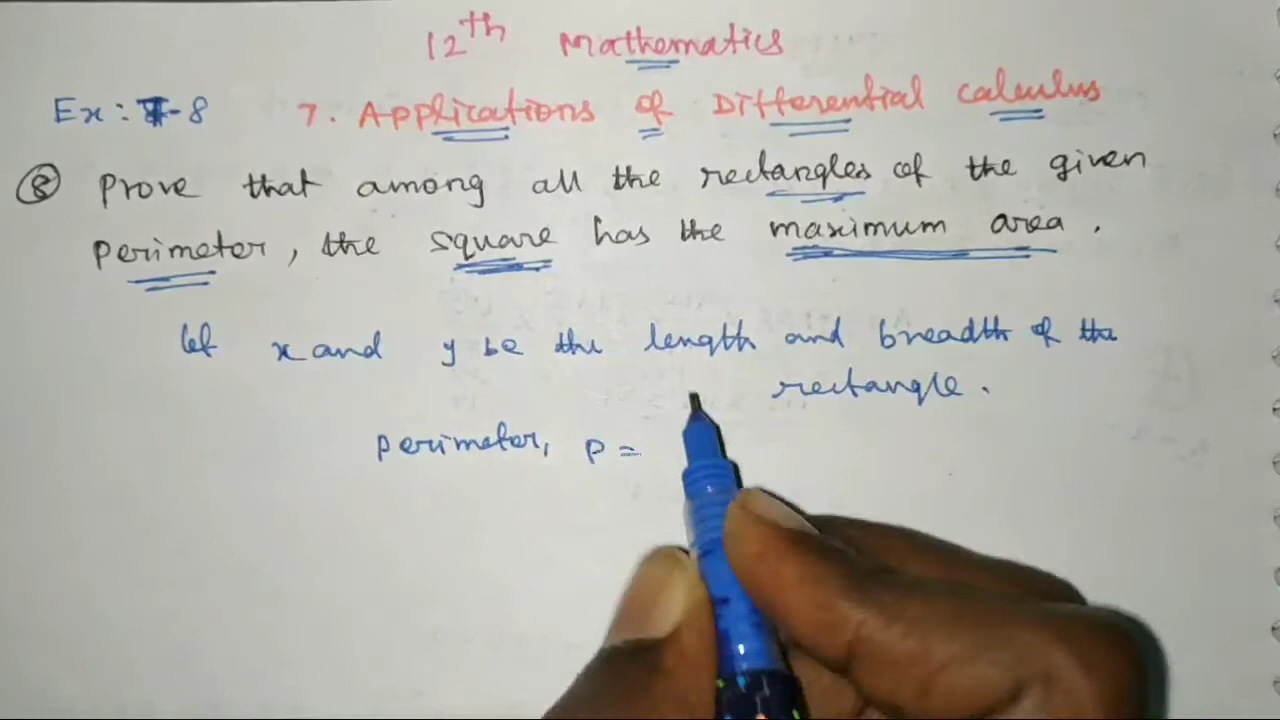 12th Mathematics
Ex: 7-8 7. Applications of Differential calculus
⑧ Prove that among all the rectangles of the given
perimeter, the square has the maximum area.
let x and y be the length and breadth of the
rectangle.
perimeter, P =